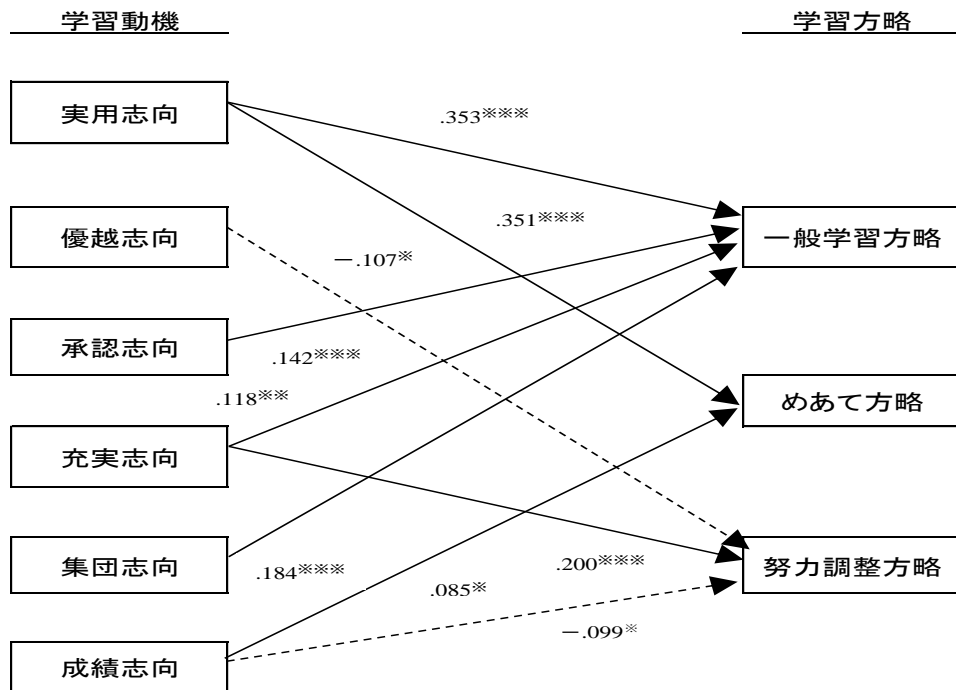 学習動機
学習方略
実用志向
.353※※※
優越志向
.351※※※
一般学習方略
−.107※
承認志向
.142※※※
.118※※
めあて方略
充実志向
集団志向
.184※※※
.200※※※
努力調整方略
.085※
−.099※
成績志向